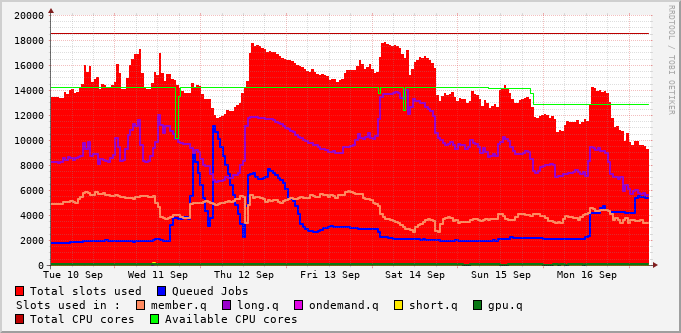 20000
18000
16000
14000
12000
10000
8000
6000
4000
2000
0
Tue 10 Sep Wed 11 Sep Thu 12 Sep Fri 13 Sep Sat 14 Sep Sun 15 Sep Mon 16 Sep
Total slots used Queued Jobs
Slots used in : member.q long.q ondemand.q short.q gpu.q
Total CPU cores Available CPU cores
RRDTOOL / TOBI OETIKER